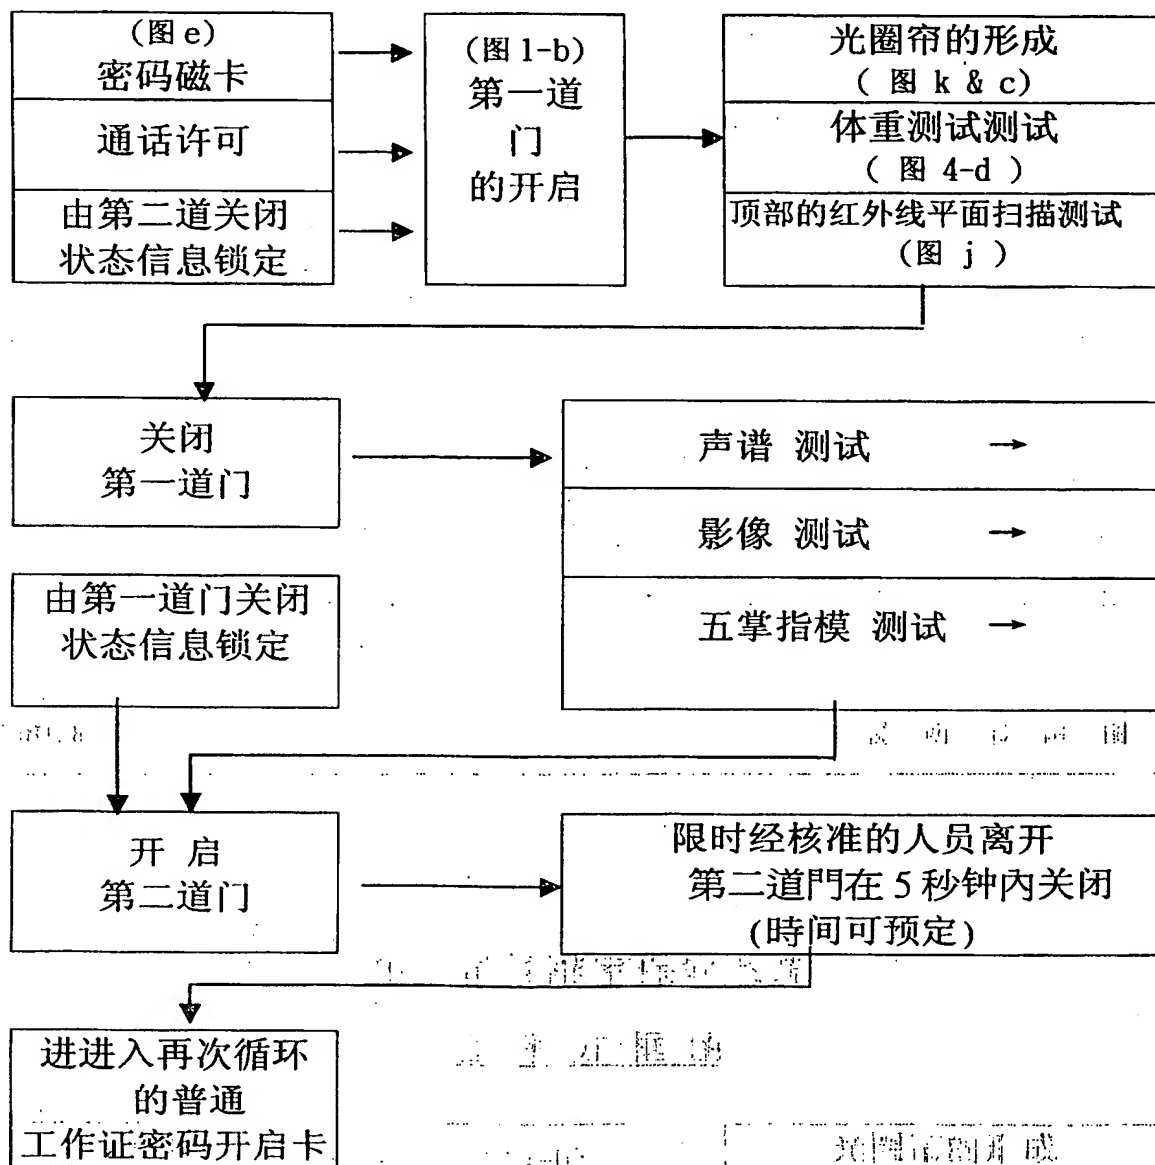 (图 e)
密码磁卡
通话许可
由第二道关闭
状态信息锁定
(图 1-b)
第一道
门
的开启
光圈帘的形成
( 图 k & c)
体重测试测试
( 图 4-d )
顶部的红外线平面扫描测试
(图 j )
关闭
第一道门
声谱 测试 →
影像 测试 →
五掌指模 测试 →
由第一道门关闭
状态信息锁定
开 启
第二道门
限时经核准的人员离开
第二道門在 5 秒钟內关闭
(時间可预定)
进进入再次循环
的普通
工作证密码开启卡